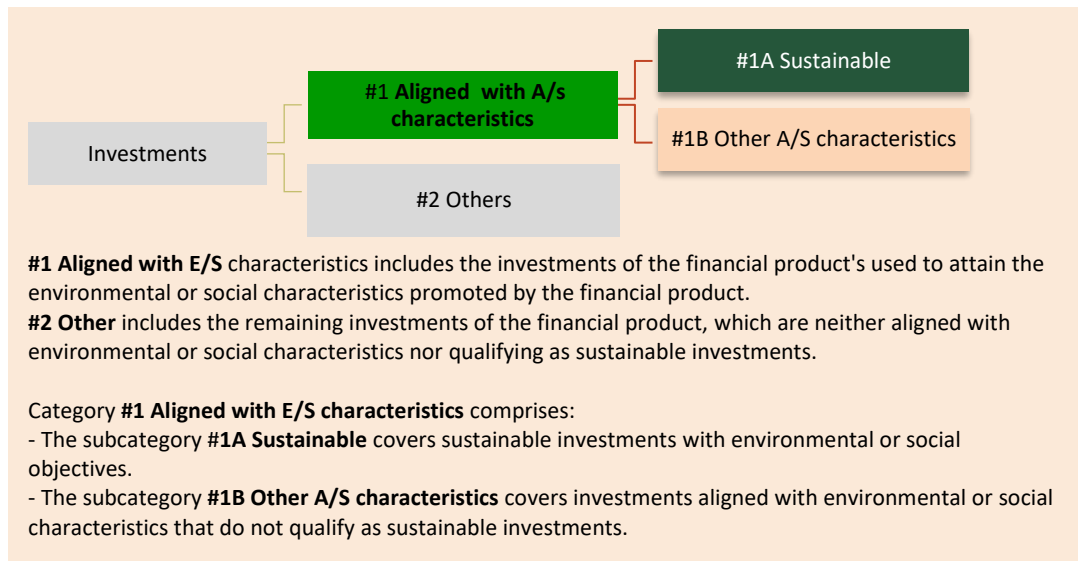 #1A Sustainable
#1 Aligned with A/s
characteristics
#1B Other A/S characteristics
Investments
#2 Others
#1 Aligned with E/S characteristics includes the investments of the financial product's used to attain the
environmental or social characteristics promoted by the financial product.
#2 Other includes the remaining investments of the financial product, which are neither aligned with
environmental or social characteristics nor qualifying as sustainable investments.
Category #1 Aligned with E/S characteristics comprises:
- The subcategory #1A Sustainable covers sustainable investments with environmental or social
objectives.
- The subcategory #1B Other A/S characteristics covers investments aligned with environmental or social
characteristics that do not qualify as sustainable investments.